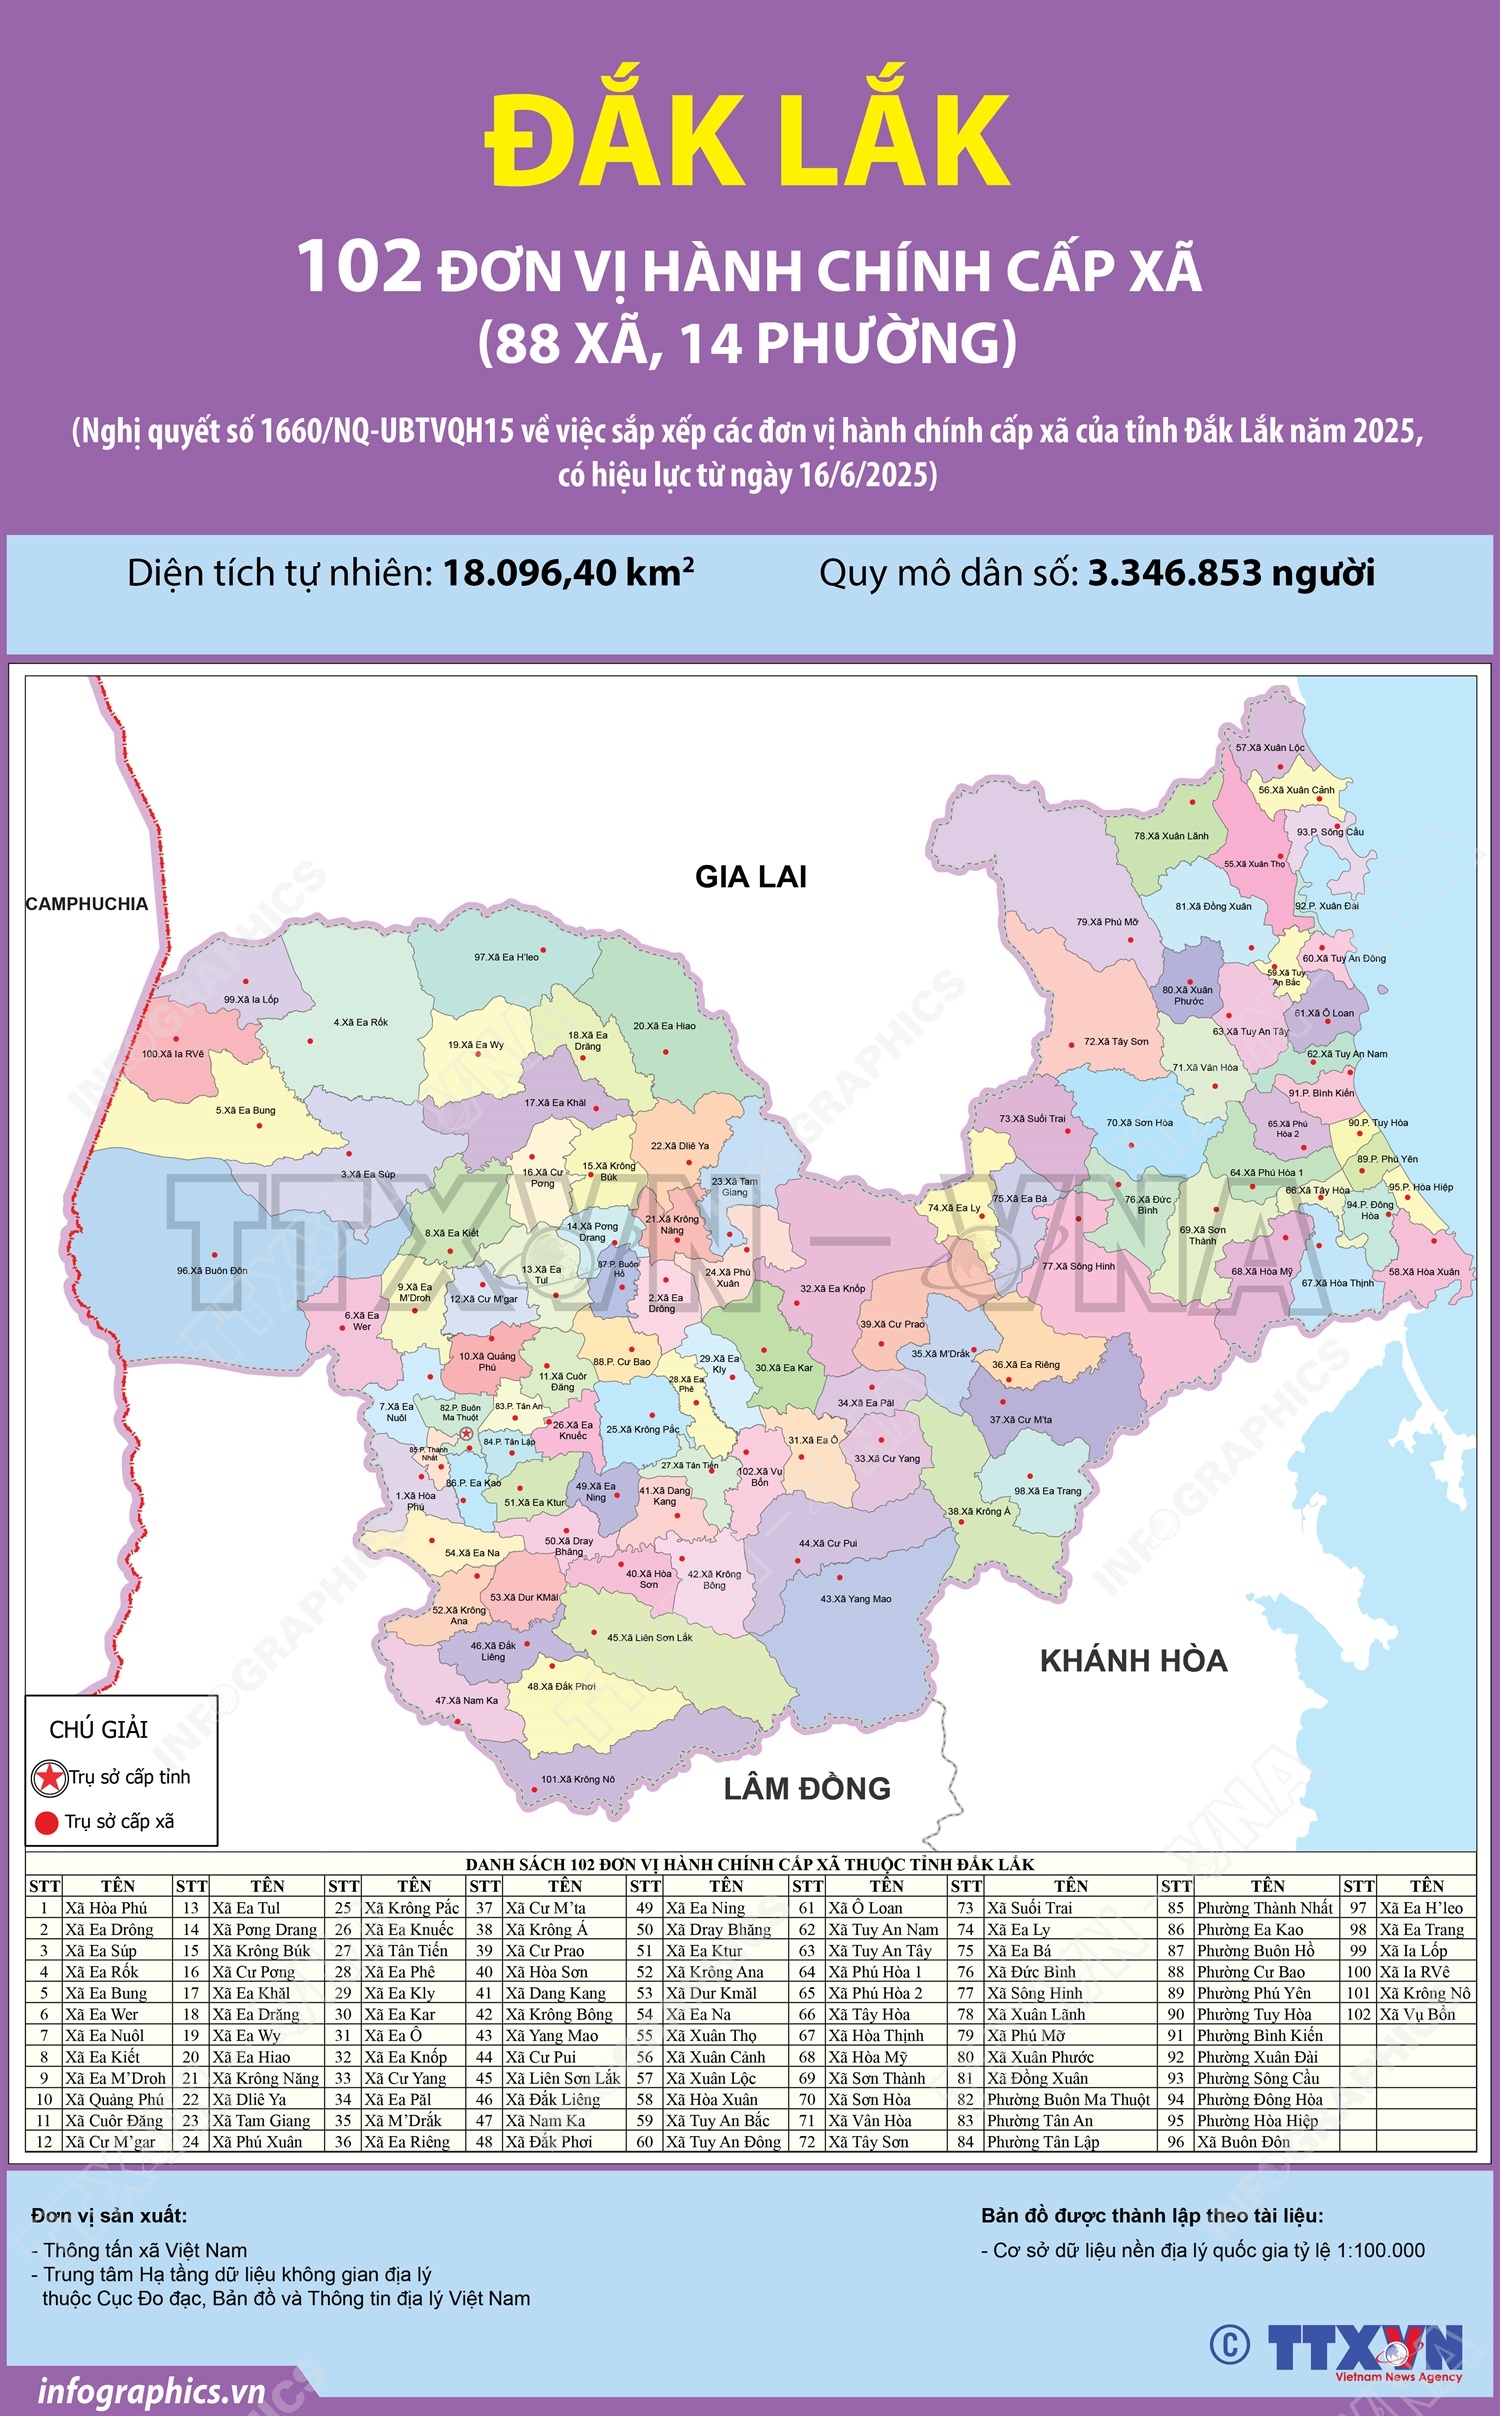 ĐẮK LẮK
102 ĐƠN VỊ HÀNH CHÍNH CẤP XÃ
(88 XÃ, 14 PHƯỜNG)
(Nghị quyết số 1660/NQ-UBTVQH15 về việc sắp xếp các đơn vị hành chính cấp xã của tỉnh Đắk Lắk năm 2025,
có hiệu lực từ ngày 16/6/2025)
Diện tích tự nhiên: 18.096,40 km²
Quy mô dân số: 3.346.853 người
57.Xã Xuân Lộc
56.Xã Xuân Cảnh
93.P. Sông Cầu
78.Xã Xuân Lãnh
55.Xã Xuân Thọ
GIA LAI
CAMPHUCHIA
81.Xã Đồng Xuân
92.P. Xuân Đài
79.Xã Phú Mỡ
97.Xã Ea H'leo
60.Xã Tuy An Đông
59.Xã Tuy
An Bắc
80.Xã Xuân
Phước
99.Xã Ia Lốp
4.Xã Ea Rốk
20.Xã Ea Hiao
61.Xã Ô Loan
63.Xã Tuy An Tây
18.Xã Ea
Drăng
19.Xã Ea Wy
72.Xã Tây Sơn
100.Xã Ia RVê
62.Xã Tuy An Nam
71.Xã Vân Hòa
91.P. Bình Kiến
17.Xã Ea Khăl
5.Xã Ea Bung
73.Xã Suối Trai
70.Xã Sơn Hòa
65.Xã Phú
Hòa 2
90.P. Tuy Hòa
22.Xã Dliê Ya
89.P. Phú Yên
15.Xã Krông
Búk
16.Xã Cư
Pơng
3.Xã Ea Súp
64.Xã Phú Hòa 1
23.Xã Tam
Giang
95.P. Hòa Hiệp
66.Xã Tây Hòa
75.Xã Ea Bá
76.Xã Đức
Bình
94.P. Đông
Hòa
74.Xã Ea Ly
21.Xã Krông
Năng
14.Xã Pơng
Drang
8.Xã Ea Kiết
69.Xã Sơn
Thành
96.Xã Buôn Đôn
87.P. Buôn
Hồ
13.Xã Ea
Tul
24.Xã Phú
Xuân
77.Xã Sông Hinh
68.Xã Hòa Mỹ
67.Xã Hòa Thịnh
58.Xã Hòa Xuân
9.Xã Ea
M'Droh
12.Xã Cư M'gar
2.Xã Ea
Drông
32.Xã Ea Knốp
6.Xã Ea
Wer
39.Xã Cư Prao
10.Xã Quảng
Phú
88.P. Cư Bao
29.Xã Ea
Kly
30.Xã Ea Kar
35.Xã M'Drắk
36.Xã Ea Riêng
11.Xã Cuôr
Đăng
28.Xã Ea
Phê
7.Xã Ea
Nuôl
82.P. Buôn
Ma Thuột
83.P. Tân An
34.Xã Ea Păl
37.Xã Cư M'ta
26.Xã Ea
Knuếc
25.Xã Krông Pắc
84.P. Tân Lập
85.P. Thành
Nhất
31.Xã Ea Ô
33.Xã Cư Yang
27.Xã Tân Tiến
102.Xã Vụ
Bổn
86.P. Ea Kao
49.Xã Ea
Ning
41.Xã Dang
Kang
98.Xã Ea Trang
1.Xã Hòa
Phú
51.Xã Ea Ktur
38.Xã Krông Á
50.Xã Dray
Bhăng
44.Xã Cư Pui
54.Xã Ea Na
40.Xã Hòa
Sơn
42.Xã Krông
Bông
53.Xã Dur KMăl
43.Xã Yang Mao
52.Xã Krông
Ana
45.Xã Liên Sơn Lắk
46.Xã Đắk
Liêng
KHÁNH HÒA
48.Xã Đắk Phơi
47.Xã Nam Ka
101.Xã Krông Nô
LÂM ĐỒNG
CHÚ GIẢI
Trụ sở cấp tỉnh
Trụ sở cấp xã
DANH SÁCH 102 ĐƠN VỊ HÀNH CHÍNH CẤP XÃ THUỘC TỈNH ĐẮK LẮK
STT TÊN STT TÊN STT TÊN STT TÊN STT TÊN STT TÊN STT TÊN STT TÊN STT TÊN
1 Xã Hòa Phú 13 Xã Ea Tul 25 Xã Krông Pắc 37 Xã Cư M'ta 49 Xã Ea Ning 61 Xã Ô Loan 73 Xã Suối Trai 85 Phường Thành Nhất 97 Xã Ea H'leo
2 Xã Ea Drông 14 Xã Pơng Drang 26 Xã Ea Knuếc 38 Xã Krông Á 50 Xã Dray Bhăng 62 Xã Tuy An Nam 74 Xã Ea Ly 86 Phường Ea Kao 98 Xã Ea Trang
3 Xã Ea Súp 15 Xã Krông Búk 27 Xã Tân Tiến 39 Xã Cư Prao 51 Xã Ea Ktur 63 Xã Tuy An Tây 75 Xã Ea Bá 87 Phường Buôn Hồ 99 Xã Ia Lốp
4 Xã Ea Rốk 16 Xã Cư Pơng 28 Xã Ea Phê 40 Xã Hòa Sơn 52 Xã Krông Ana 64 Xã Phú Hòa 1 76 Xã Đức Bình 88 Phường Cư Bao 100 Xã Ia RVê
5 Xã Ea Bung 17 Xã Ea Khăl 29 Xã Ea Kly 41 Xã Dang Kang 53 Xã Dur Kmăl 65 Xã Phú Hòa 2 77 Xã Sông Hinh 89 Phường Phú Yên 101 Xã Krông Nô
6 Xã Ea Wer 18 Xã Ea Drăng 30 Xã Ea Kar 42 Xã Krông Bông 54 Xã Ea Na 66 Xã Tây Hòa 78 Xã Xuân Lãnh 90 Phường Tuy Hòa 102 Xã Vụ Bổn
7 Xã Ea Nuôl 19 Xã Ea Wy 31 Xã Ea Ô 43 Xã Yang Mao 55 Xã Xuân Thọ 67 Xã Hòa Thịnh 79 Xã Phú Mỡ 91 Phường Bình Kiến
8 Xã Ea Kiết 20 Xã Ea Hiao 32 Xã Ea Knốp 44 Xã Cư Pui 56 Xã Xuân Cảnh 68 Xã Hòa Mỹ 80 Xã Xuân Phước 92 Phường Xuân Đài
9 Xã Ea M'Droh 21 Xã Krông Năng 33 Xã Cư Yang 45 Xã Liên Sơn Lắk 57 Xã Xuân Lộc 69 Xã Sơn Thành 81 Xã Đồng Xuân 93 Phường Sông Cầu
10 Xã Quảng Phú 22 Xã Dliê Ya 34 Xã Ea Păl 46 Xã Đắk Liêng 58 Xã Hòa Xuân 70 Xã Sơn Hòa 82 Phường Buôn Ma Thuột 94 Phường Đông Hòa
11 Xã Cuôr Đăng 23 Xã Tam Giang 35 Xã M'Drắk 47 Xã Nam Ka 59 Xã Tuy An Bắc 71 Xã Vân Hòa 83 Phường Tân An 95 Phường Hòa Hiệp
12 Xã Cư M'gar 24 Xã Phú Xuân 36 Xã Ea Riêng 48 Xã Đắk Phơi 60 Xã Tuy An Đông 72 Xã Tây Sơn 84 Phường Tân Lập 96 Xã Buôn Đôn
Đơn vị sản xuất:
- Thông tấn xã Việt Nam
- Trung tâm Hạ tầng dữ liệu không gian địa lý
thuộc Cục Đo đạc, Bản đồ và Thông tin địa lý Việt Nam
Bản đồ được thành lập theo tài liệu:
- Cơ sở dữ liệu nền địa lý quốc gia tỷ lệ 1:100.000
© TTXVN
Vietnam News Agency
infographics.vn
TTXVN - VNA